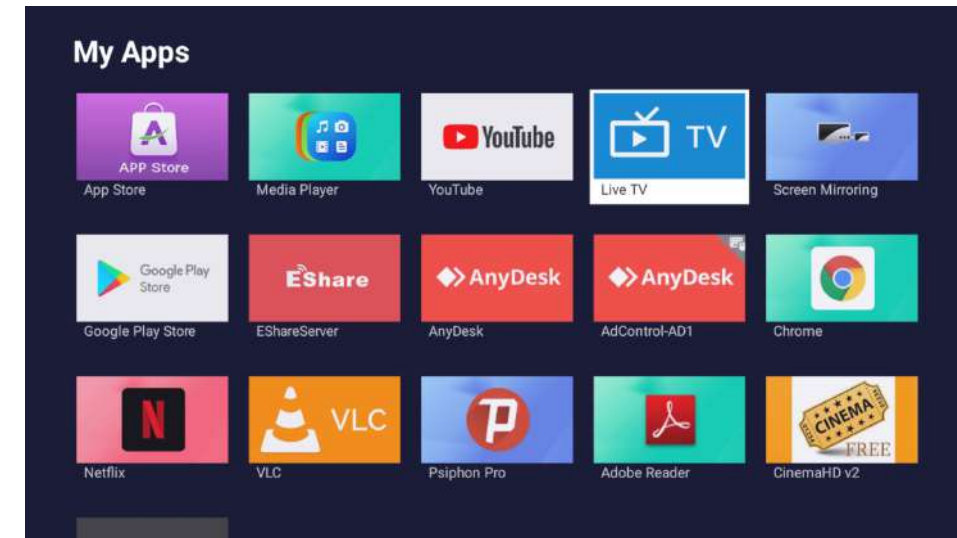 My Apps
APP Store
App Store
Media Player
YouTube
YouTube
TV
Live TV
Screen Mirroring
Google Play
Store
Google Play Store
EShare
EShareServer
AnyDesk
AnyDesk
AnyDesk
AdControl-AD1
Chrome
N
Netflix
VLC
VLC
P
Psiphon Pro
Adobe Reader
CINEMA
FREE
CinemaHD v2